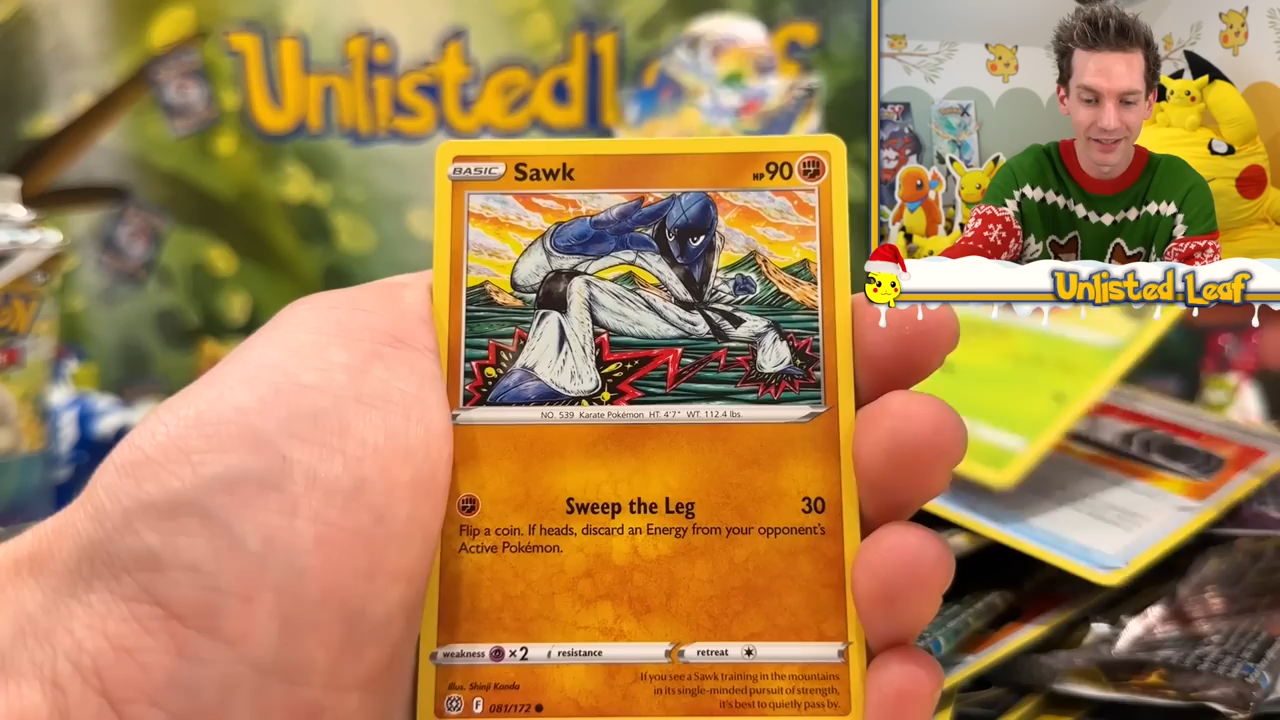 Unlistedl f
BASIC Sawk HP90
NO. 539 Karate Pokémon HT: 4'7" WT: 112.4 lbs.
Sweep the Leg 30
Flip a coin. If heads, discard an Energy from your opponent's
Active Pokémon.
weakness ×2 resistance retreat
If you see a Sawk training in the mountains
in its single-minded pursuit of strength,
it's best to quietly pass by.
Illus. Shinji Kanda
F 081/172
Unlisted Leaf